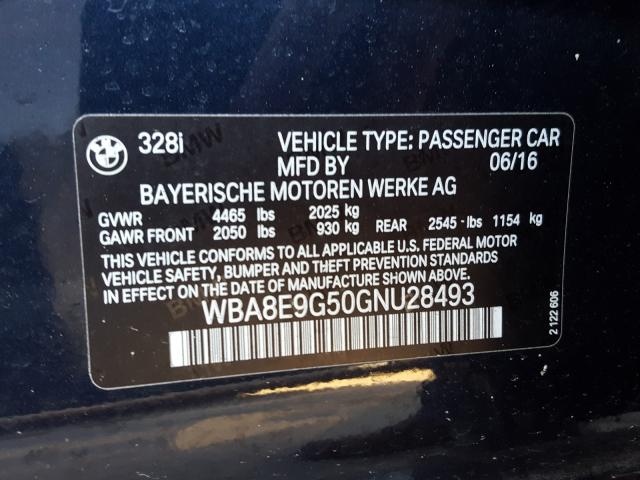 328i VEHICLE TYPE: PASSENGER CAR
MFD BY 06/16
BAYERISCHE MOTOREN WERKE AG
GVWR 4465 lbs 2025 kg
GAWR FRONT 2050 lbs 930 kg REAR 2545 - lbs 1154 kg
THIS VEHICLE CONFORMS TO ALL APPLICABLE U.S. FEDERAL MOTOR
VEHICLE SAFETY, BUMPER AND THEFT PREVENTION STANDARDS
IN EFFECT ON THE DATE OF MANUFACTURE SHOWN ABOVE.
WBA8E9G50GNU28493
2 122 606